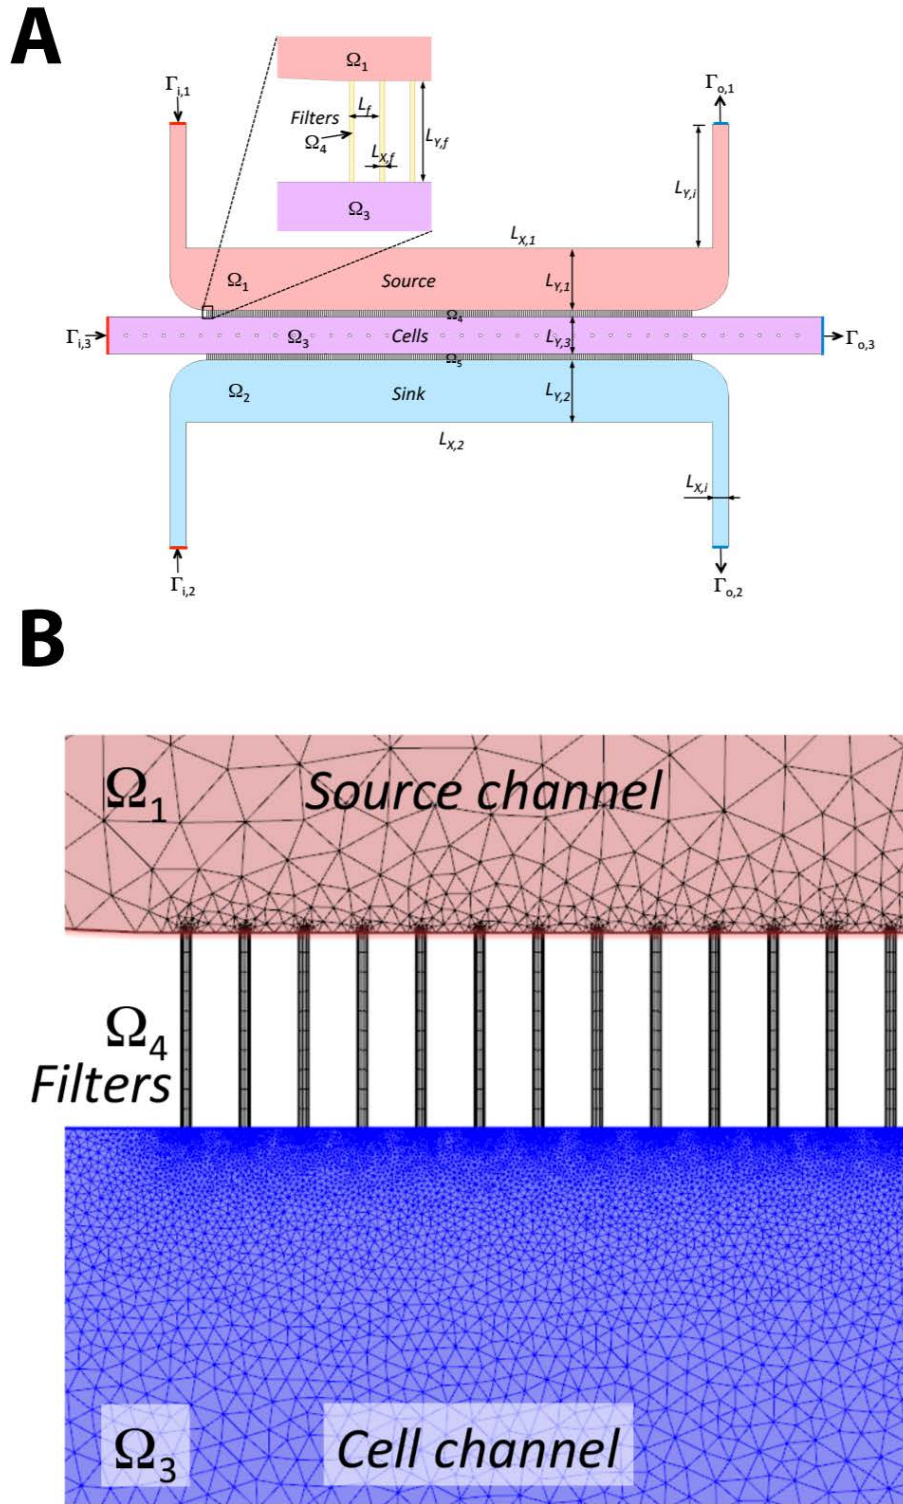 A
Γi,1
Γo,1
Ω1
Filters
Lf
Ω4
LX,f
LY,f
Ω3
LY,i
LX,1
Ω1
Source
LY,1
Ω4
Γi,3
Ω3
Cells
LY,3
Γo,3
Ω5
Ω2
Sink
LY,2
LX,2
LX,i
Γi,2
Γo,2
B
Ω1
Source channel
Ω4
Filters
Ω3
Cell channel